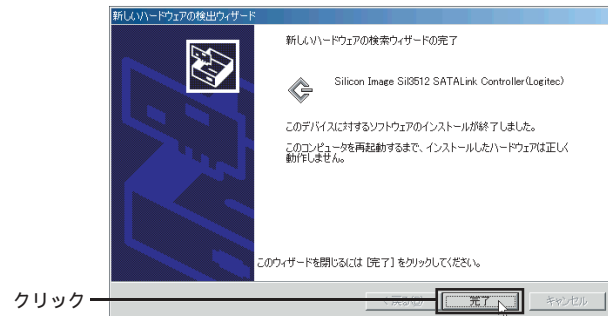 新しいハードウェアの検出ウィザード
新しいハードウェアの検索ウィザードの完了
Silicon Image SiI3512 SATALink Controller(Logitec)
このデバイスに対するソフトウェアのインストールが終了しました。
このコンピュータを再起動するまで、インストールしたハードウェアは正しく
動作しません。
このウィザードを閉じるには [完了] をクリックしてください。
クリック
< 戻る(B) 完了 キャンセル